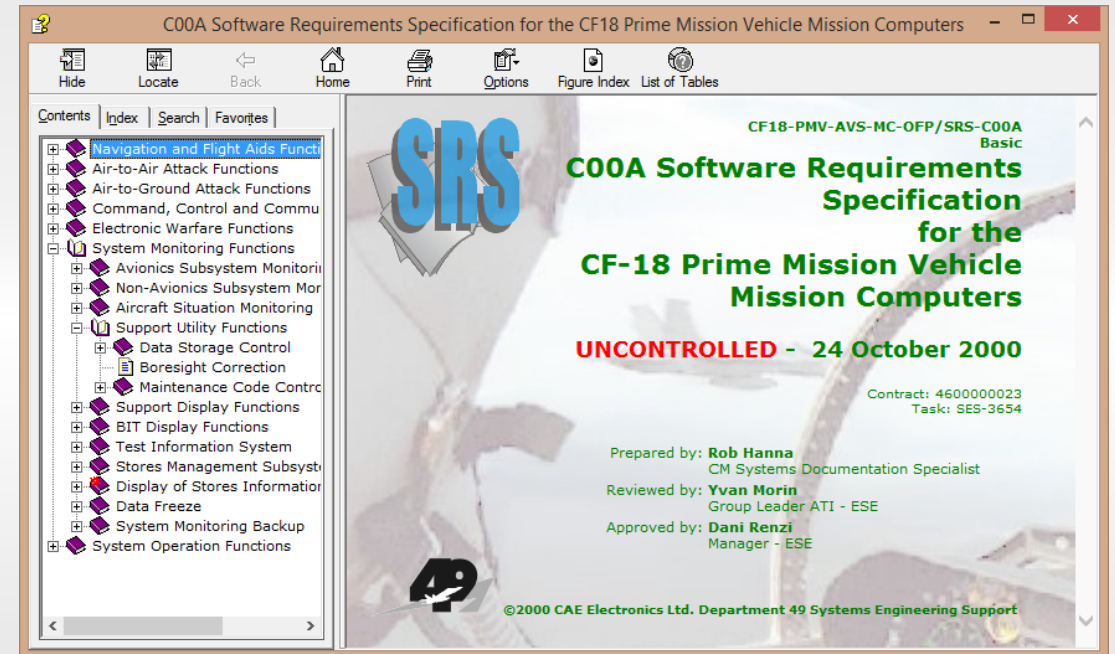 C00A Software Requirements Specification for the CF18 Prime Mission Vehicle Mission Computers
Hide
Locate
Back
Home
Print
Options
Figure Index
List of Tables
Contents
Index
Search
Favorites
Navigation and Flight Aids Functi
Air-to-Air Attack Functions
Air-to-Ground Attack Functions
Command, Control and Commu
Electronic Warfare Functions
System Monitoring Functions
Avionics Subsystem Monitorin
Non-Avionics Subsystem Mor
Aircraft Situation Monitoring
Support Utility Functions
Data Storage Control
Boresight Correction
Maintenance Code Contro
Support Display Functions
BIT Display Functions
Test Information System
Stores Management Subsyste
Display of Stores Information
Data Freeze
System Monitoring Backup
System Operation Functions
SRS
CF18-PMV-AVS-MC-OFP/SRS-C00A
Basic
C00A Software Requirements
Specification
for the
CF-18 Prime Mission Vehicle
Mission Computers
UNCONTROLLED - 24 October 2000
Contract: 4600000023
Task: SES-3654
Prepared by: Rob Hanna
CM Systems Documentation Specialist
Reviewed by: Yvan Morin
Group Leader ATI - ESE
Approved by: Dani Renzi
Manager - ESE
49
©2000 CAE Electronics Ltd. Department 49 Systems Engineering Support